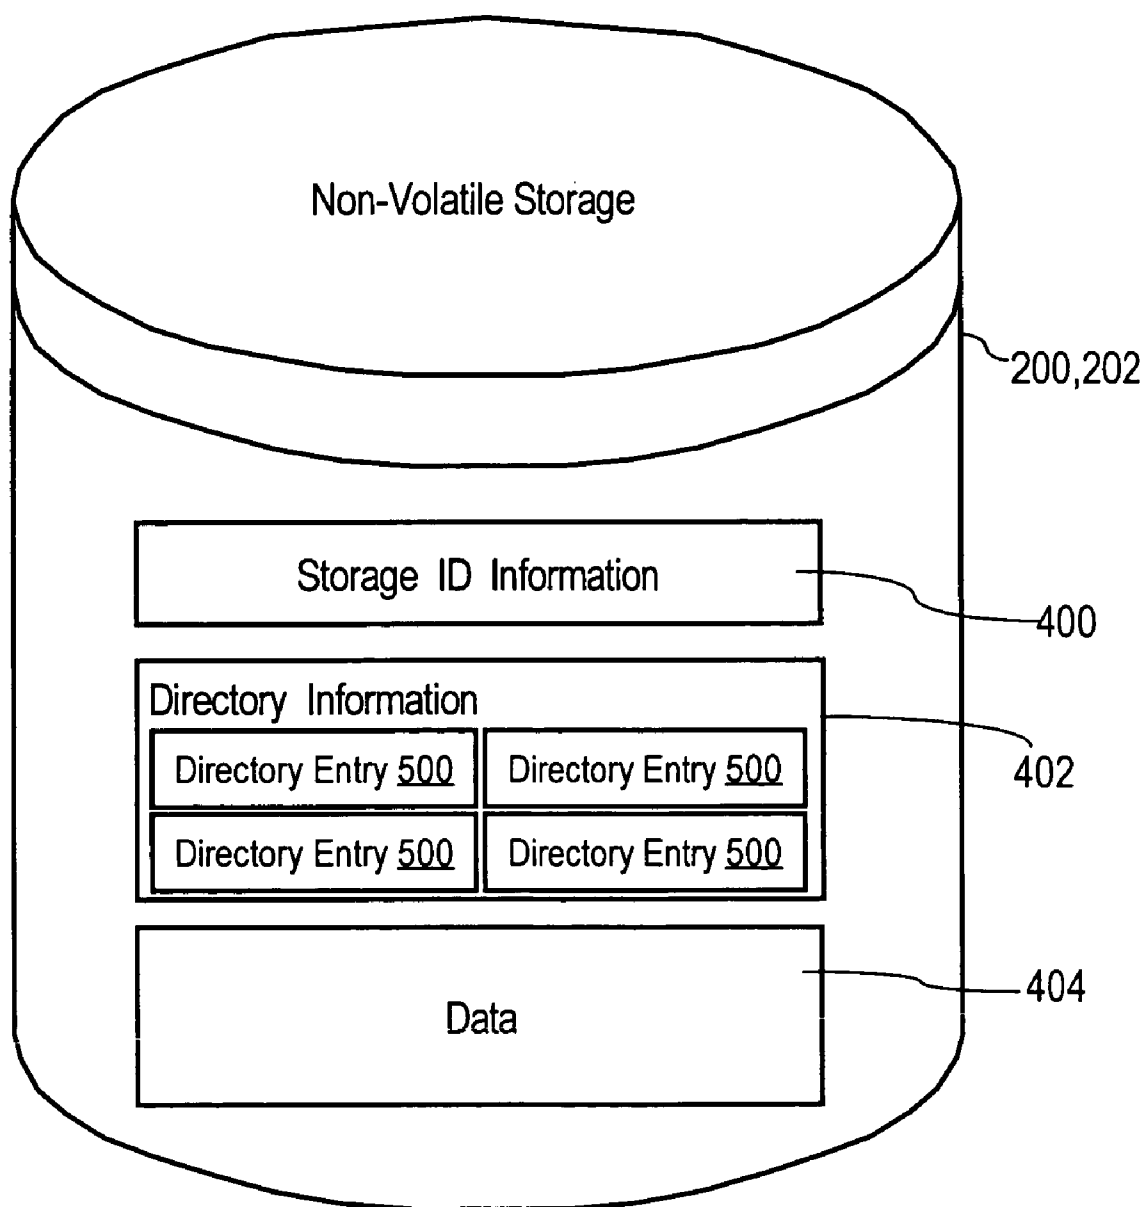 Non-Volatile Storage
200,202
Storage ID Information
400
Directory Information
402
Directory Entry 500
Directory Entry 500
Directory Entry 500
Directory Entry 500
Data
404